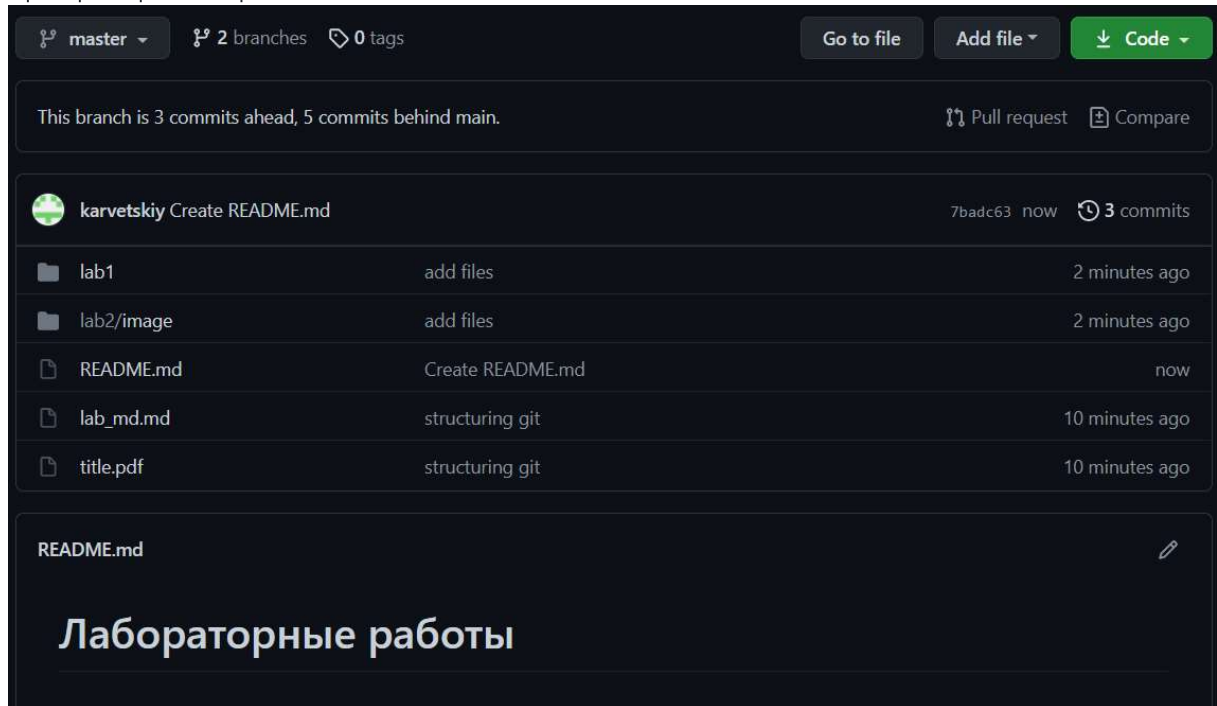 master
2 branches
0 tags
Go to file
Add file
Code
This branch is 3 commits ahead, 5 commits behind main.
Pull request
Compare
karvetskiy Create README.md
7badc63 now
3 commits
lab1 add files 2 minutes ago
lab2/image add files 2 minutes ago
README.md Create README.md now
lab_md.md structuring git 10 minutes ago
title.pdf structuring git 10 minutes ago
README.md
Лабораторные работы